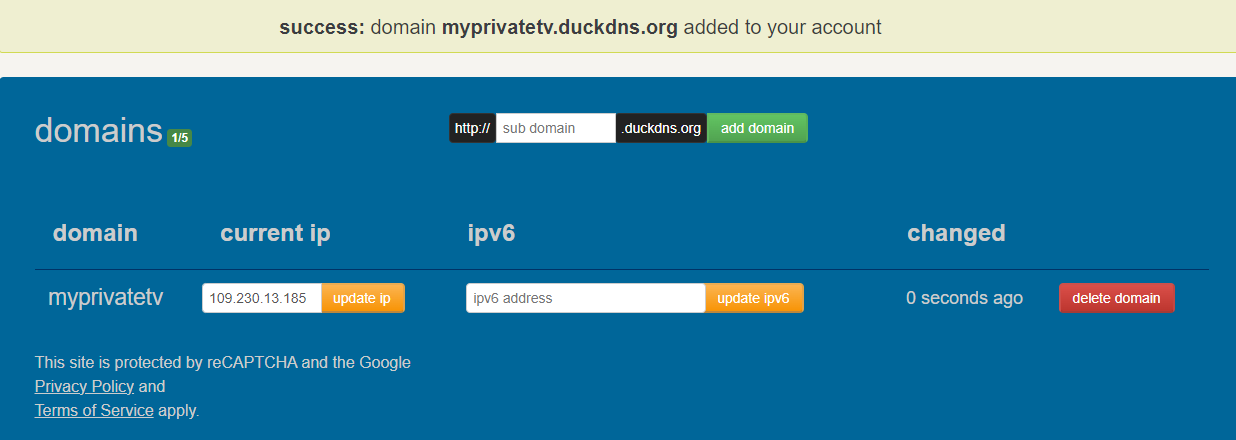 success: domain myprivatetv.duckdns.org added to your account
domains 1/5
http:// sub domain .duckdns.org add domain
domain current ip ipv6 changed
myprivatetv 109.230.13.185 update ip ipv6 address update ipv6 0 seconds ago delete domain
This site is protected by reCAPTCHA and the Google
Privacy Policy and
Terms of Service apply.